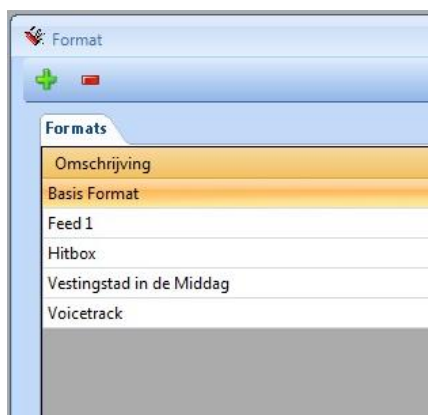 Format
Formats
Omschrijving
Basis Format
Feed 1
Hitbox
Vestingstad in de Middag
Voicetrack